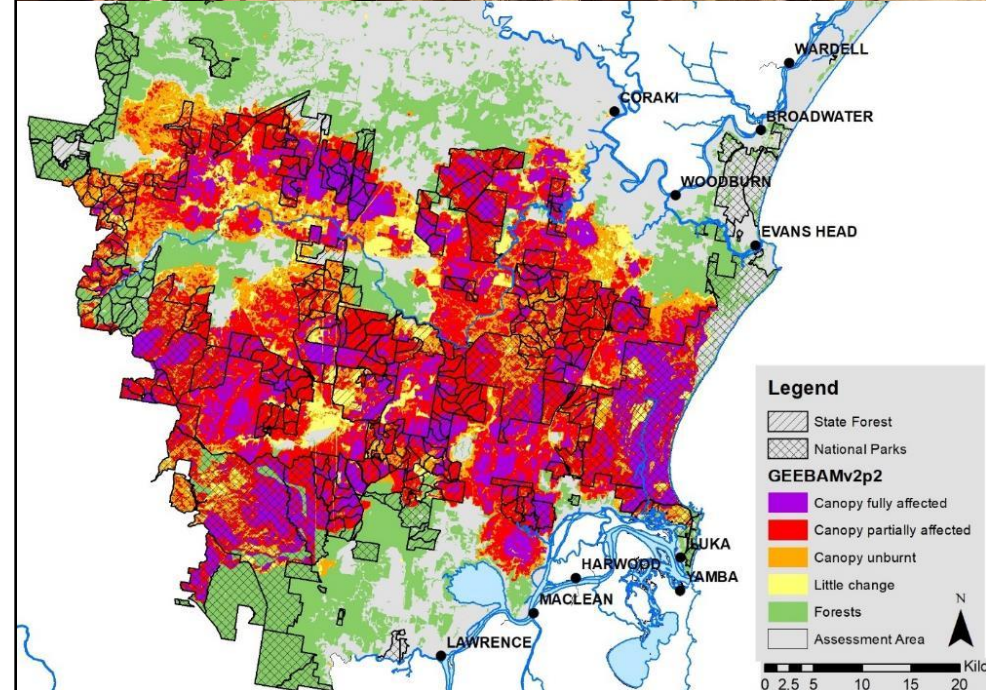 WARDELL
CORAKI
BROADWATER
WOODBURN
EVANS HEAD
ILUKA
HARWOOD
YAMBA
MACLEAN
LAWRENCE
Legend
State Forest
National Parks
GEEBAMv2p2
Canopy fully affected
Canopy partially affected
Canopy unburnt
Little change
Forests
Assessment Area
N
Kilo
0 2.5 5 10 15 20